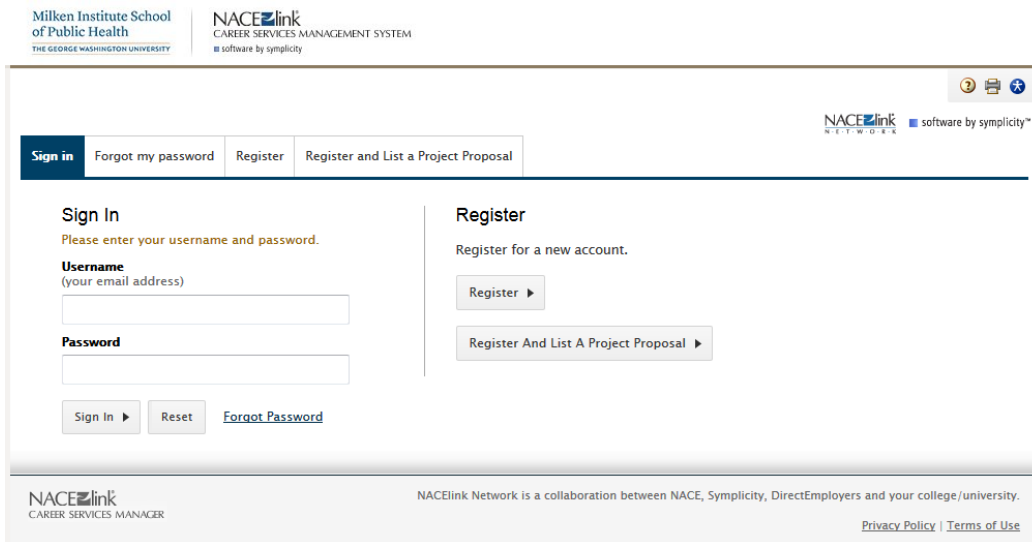 Milken Institute School
of Public Health
THE GEORGE WASHINGTON UNIVERSITY
NACElink
CAREER SERVICES MANAGEMENT SYSTEM
software by symplicity
?
NACElink
N·E·T·W·O·R·K
software by symplicity™
Sign in
Forgot my password
Register
Register and List a Project Proposal
Sign In
Please enter your username and password.
Username
(your email address)
Password
Sign In
Reset
Forgot Password
Register
Register for a new account.
Register
Register And List A Project Proposal
NACElink
CAREER SERVICES MANAGER
NACElink Network is a collaboration between NACE, Symplicity, DirectEmployers and your college/university.
Privacy Policy | Terms of Use